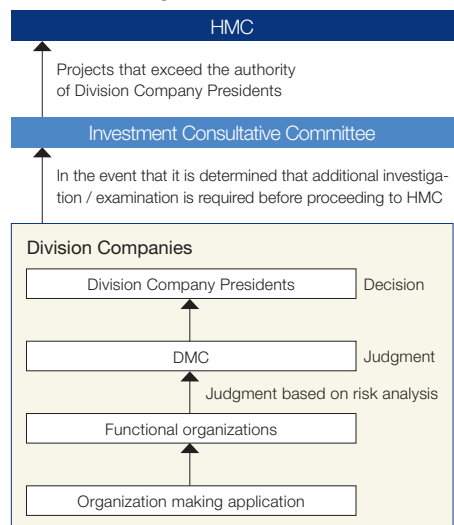 HMC
Projects that exceed the authority
of Division Company Presidents
Investment Consultative Committee
In the event that it is determined that additional investiga-
tion / examination is required before proceeding to HMC
Division Companies
Division Company Presidents
Decision
DMC
Judgment
Judgment based on risk analysis
Functional organizations
Organization making application